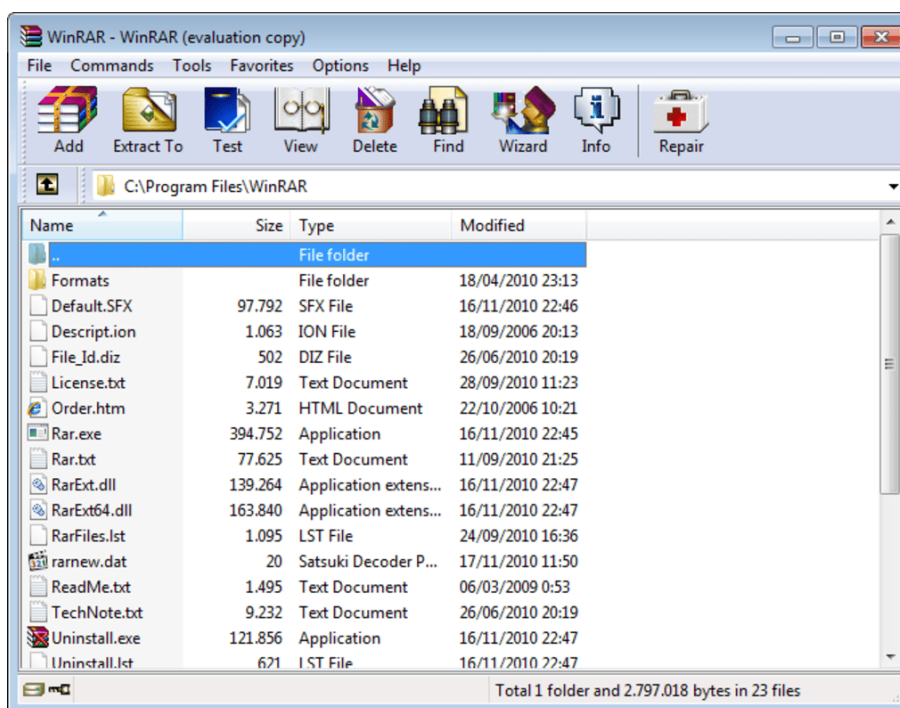 WinRAR - WinRAR (evaluation copy)
File Commands Tools Favorites Options Help
Add Extract To Test View Delete Find Wizard Info Repair
C:\Program Files\WinRAR
Name Size Type Modified
.. File folder
Formats File folder 18/04/2010 23:13
Default.SFX 97.792 SFX File 16/11/2010 22:46
Descript.ion 1.063 ION File 18/09/2006 20:13
File_Id.diz 502 DIZ File 26/06/2010 20:19
License.txt 7.019 Text Document 28/09/2010 11:23
Order.htm 3.271 HTML Document 22/10/2006 10:21
Rar.exe 394.752 Application 16/11/2010 22:45
Rar.txt 77.625 Text Document 11/09/2010 21:25
RarExt.dll 139.264 Application extens... 16/11/2010 22:47
RarExt64.dll 163.840 Application extens... 16/11/2010 22:47
RarFiles.lst 1.095 LST File 24/09/2010 16:36
rarnew.dat 20 Satsuki Decoder P... 17/11/2010 11:50
ReadMe.txt 1.495 Text Document 06/03/2009 0:53
TechNote.txt 9.232 Text Document 26/06/2010 20:19
Uninstall.exe 121.856 Application 16/11/2010 22:47
Uninstall.lst 621 LST File 16/11/2010 22:47
Total 1 folder and 2.797.018 bytes in 23 files